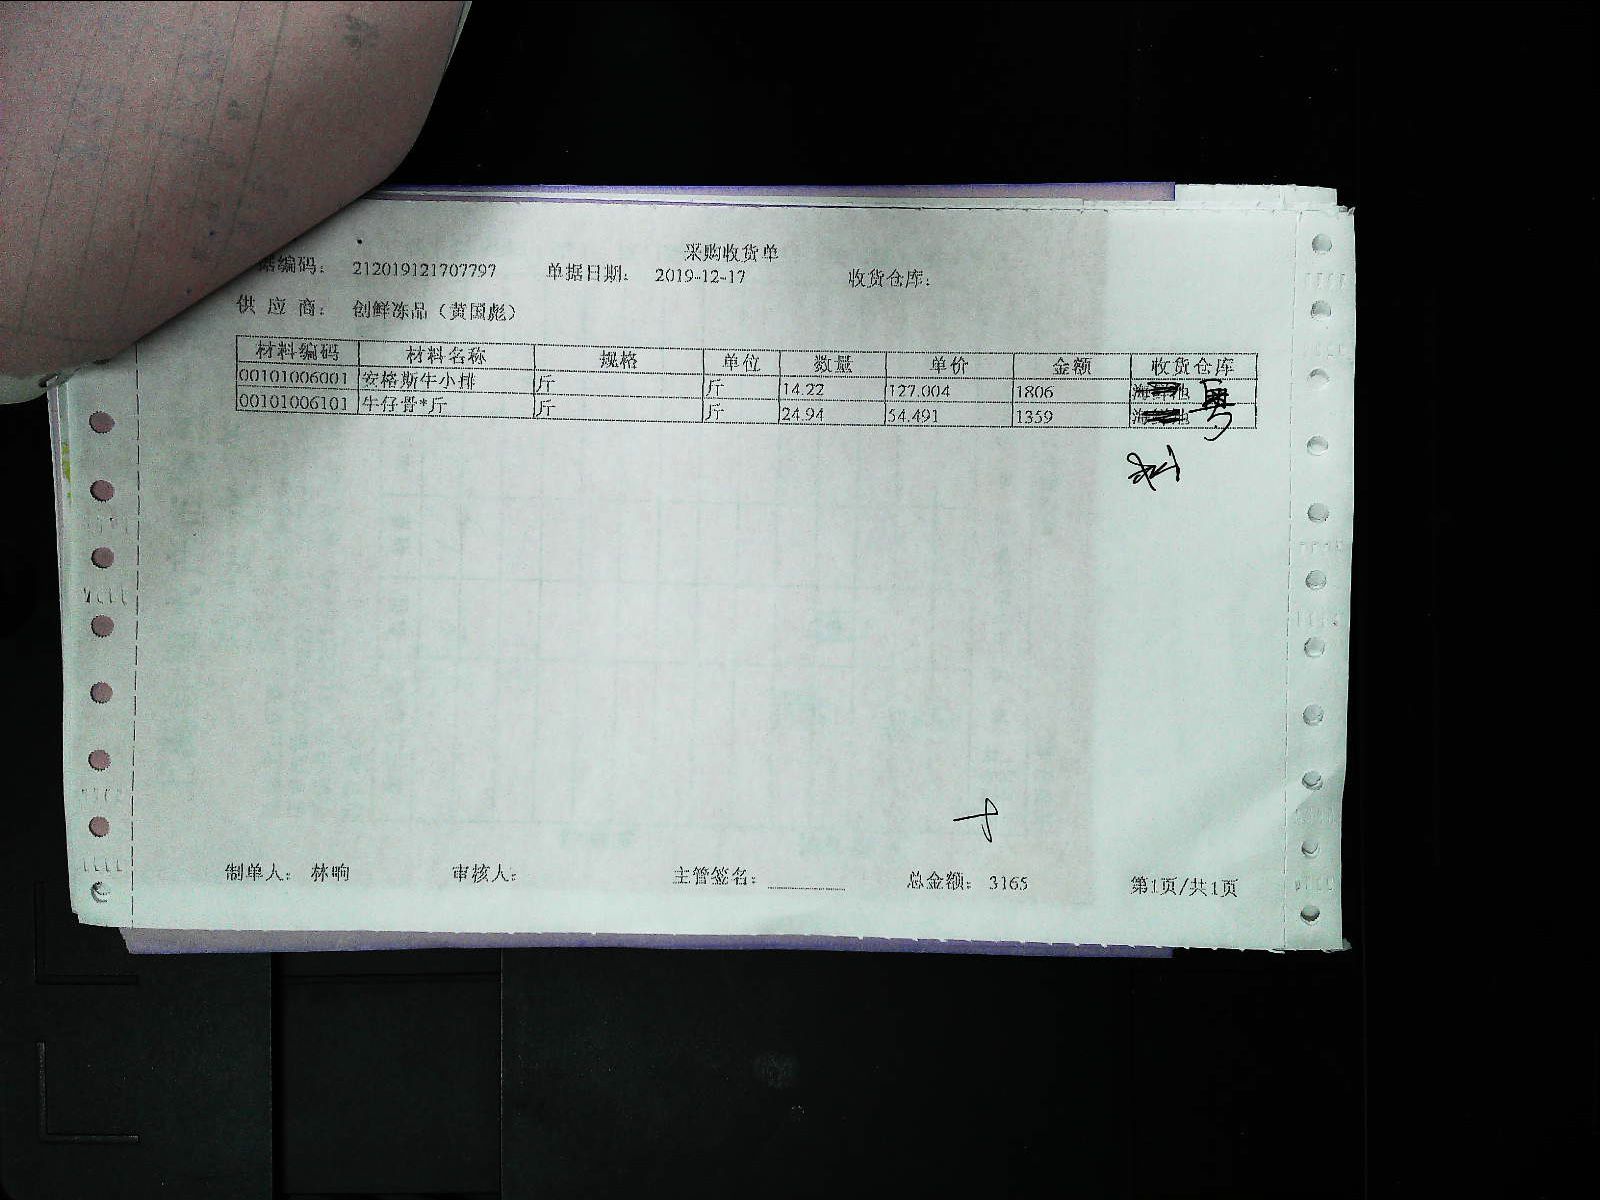 采购收货单
据编码: 212019121707797 单据日期: 2019-12-17 收货仓库:
供 应 商: 创鲜冻品（黄国彪）
材料编码 材料名称 规格 单位 数量 单价 金额 收货仓库
00101006001 安格斯牛小排 斤 斤 14.22 127.004 1806 粤
00101006101 牛仔骨*斤 斤 斤 24.94 54.491 1359
制单人: 林晌 审核人: 主管签名: 总金额: 3165 第1页/共1页